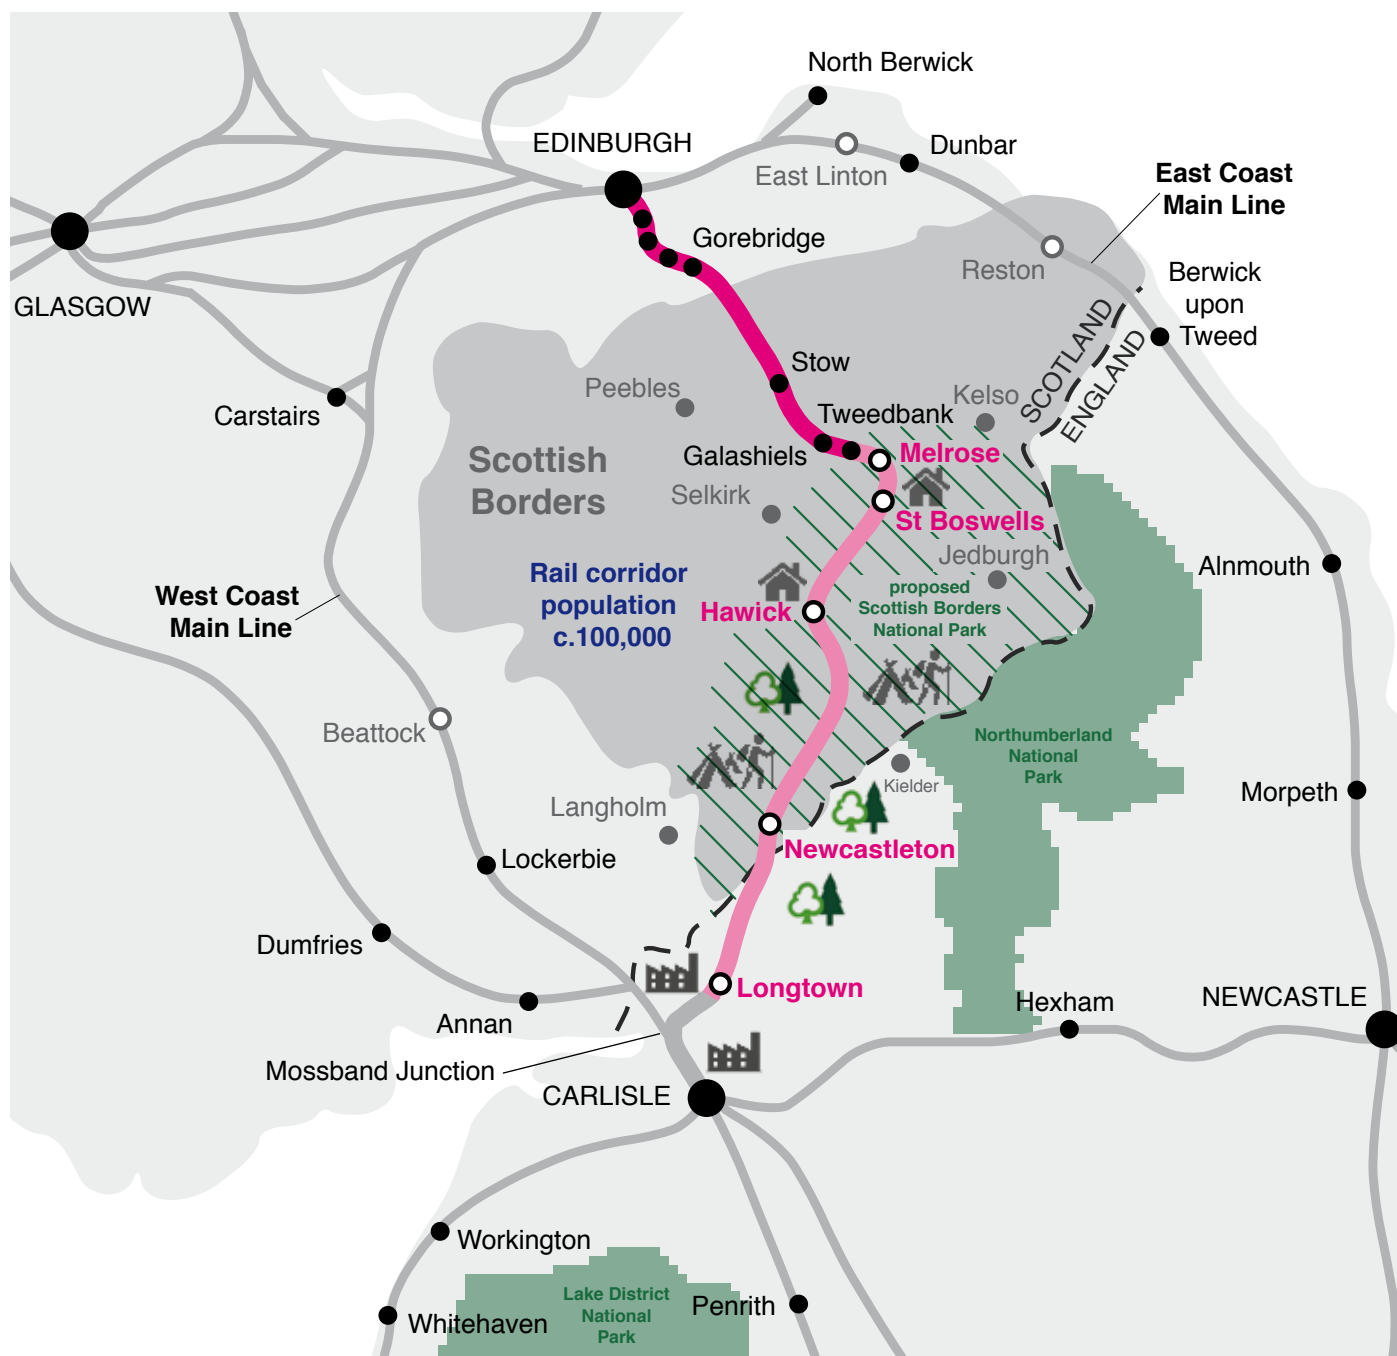 North Berwick
EDINBURGH
Dunbar
East Linton
East Coast
Main Line
Gorebridge
Reston
Berwick
upon
Tweed
GLASGOW
SCOTLAND
ENGLAND
Stow
Peebles
Kelso
Carstairs
Tweedbank
Galashiels
Melrose
Scottish
Borders
Selkirk
St Boswells
Jedburgh
Alnmouth
Rail corridor
population
c.100,000
proposed
Scottish Borders
National Park
West Coast
Main Line
Hawick
Beattock
Northumberland
National
Park
Kielder
Morpeth
Langholm
Newcastleton
Lockerbie
Dumfries
Longtown
Hexham
NEWCASTLE
Annan
Mossband Junction
CARLISLE
Workington
Lake District
National
Park
Penrith
Whitehaven